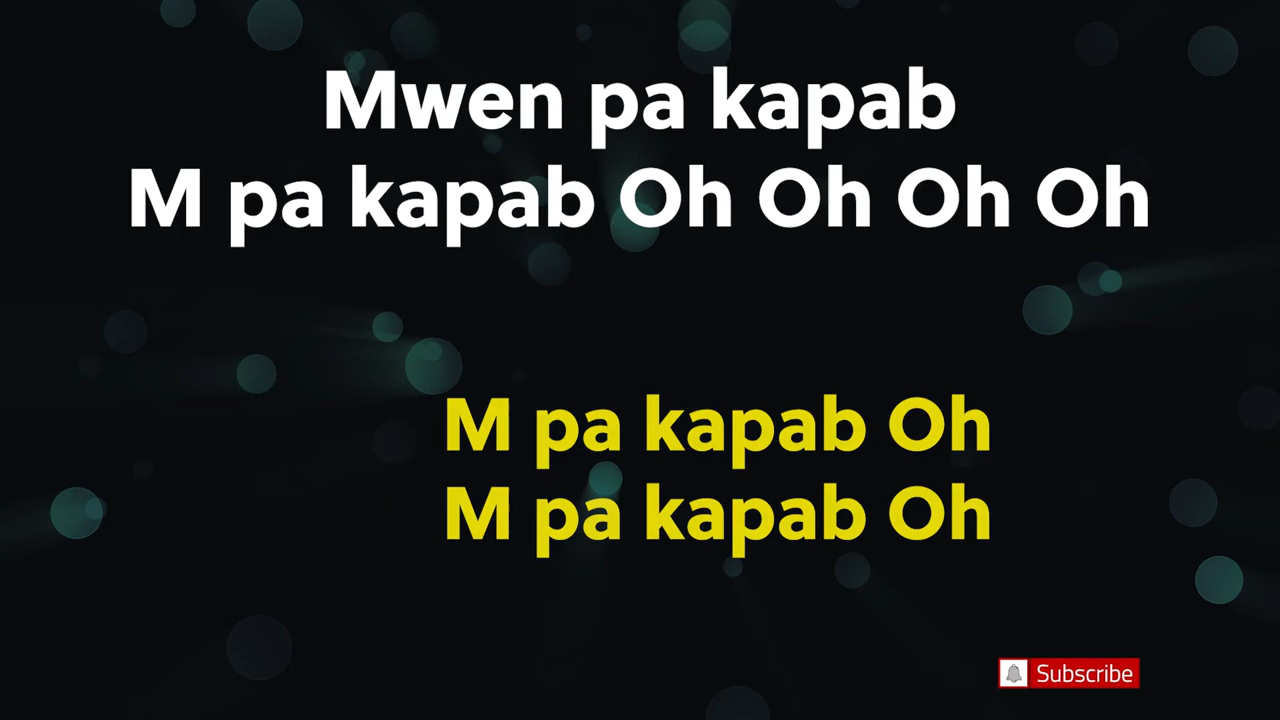 Mwen pa kapab
M pa kapab Oh Oh Oh Oh
M pa kapab Oh
M pa kapab Oh
Subscribe